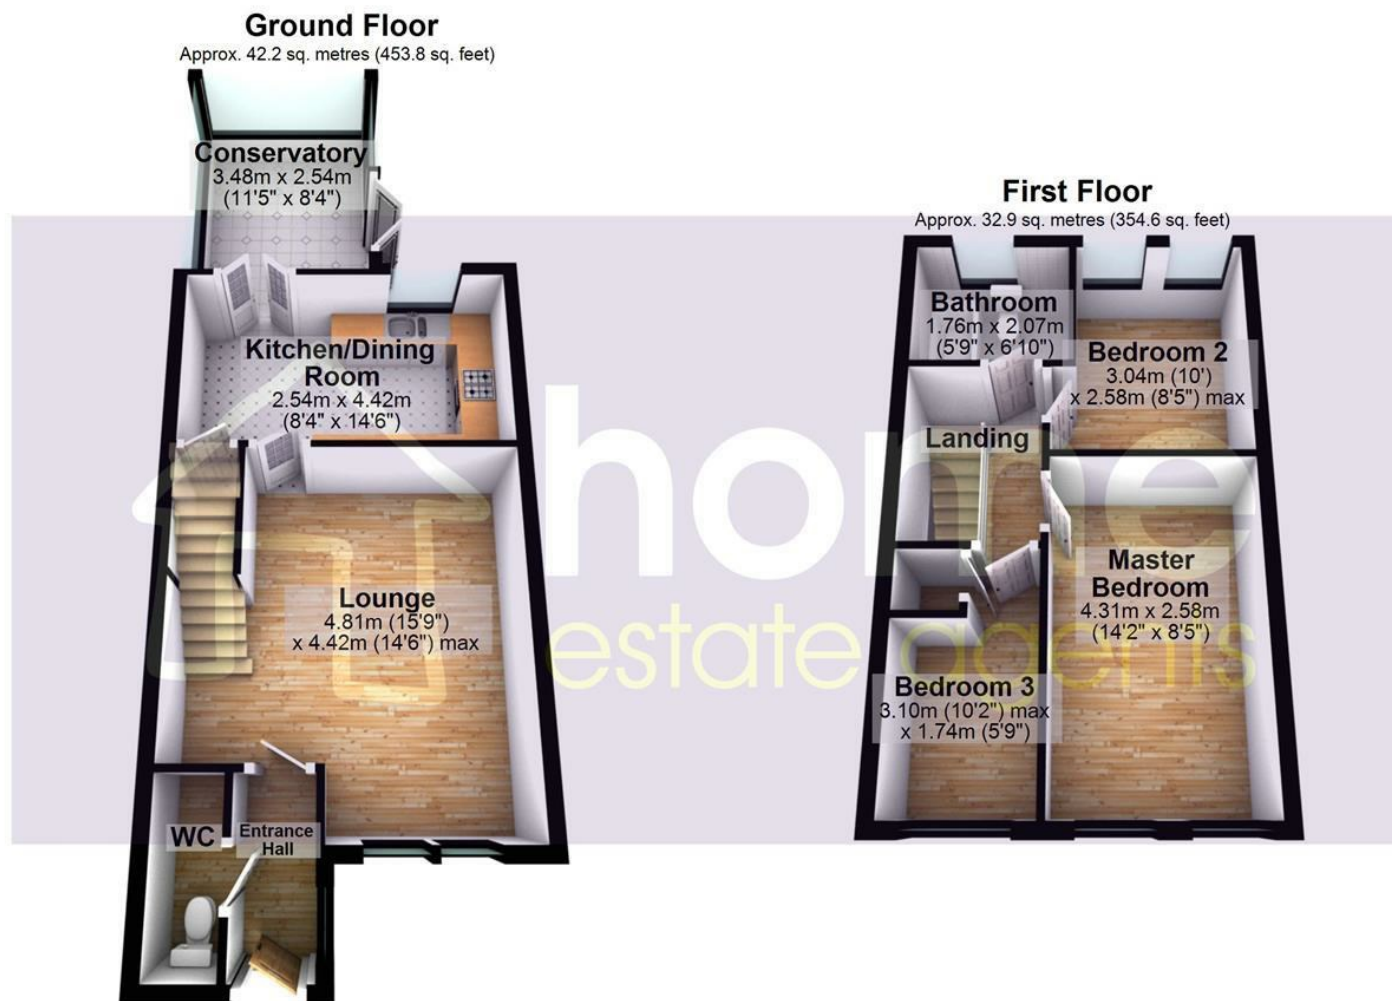 Ground Floor
Approx. 42.2 sq. metres (453.8 sq. feet)
Conservatory
3.48m x 2.54m
(11'5" x 8'4")
Kitchen/Dining
Room
2.54m x 4.42m
(8'4" x 14'6")
Lounge
4.81m (15'9")
x 4.42m (14'6") max
WC
Entrance
Hall
First Floor
Approx. 32.9 sq. metres (354.6 sq. feet)
Bathroom
1.76m x 2.07m
(5'9" x 6'10")
Bedroom 2
3.04m (10')
x 2.58m (8'5") max
Landing
Master
Bedroom
4.31m x 2.58m
(14'2" x 8'5")
Bedroom 3
3.10m (10'2") max
x 1.74m (5'9")
home
estate agents